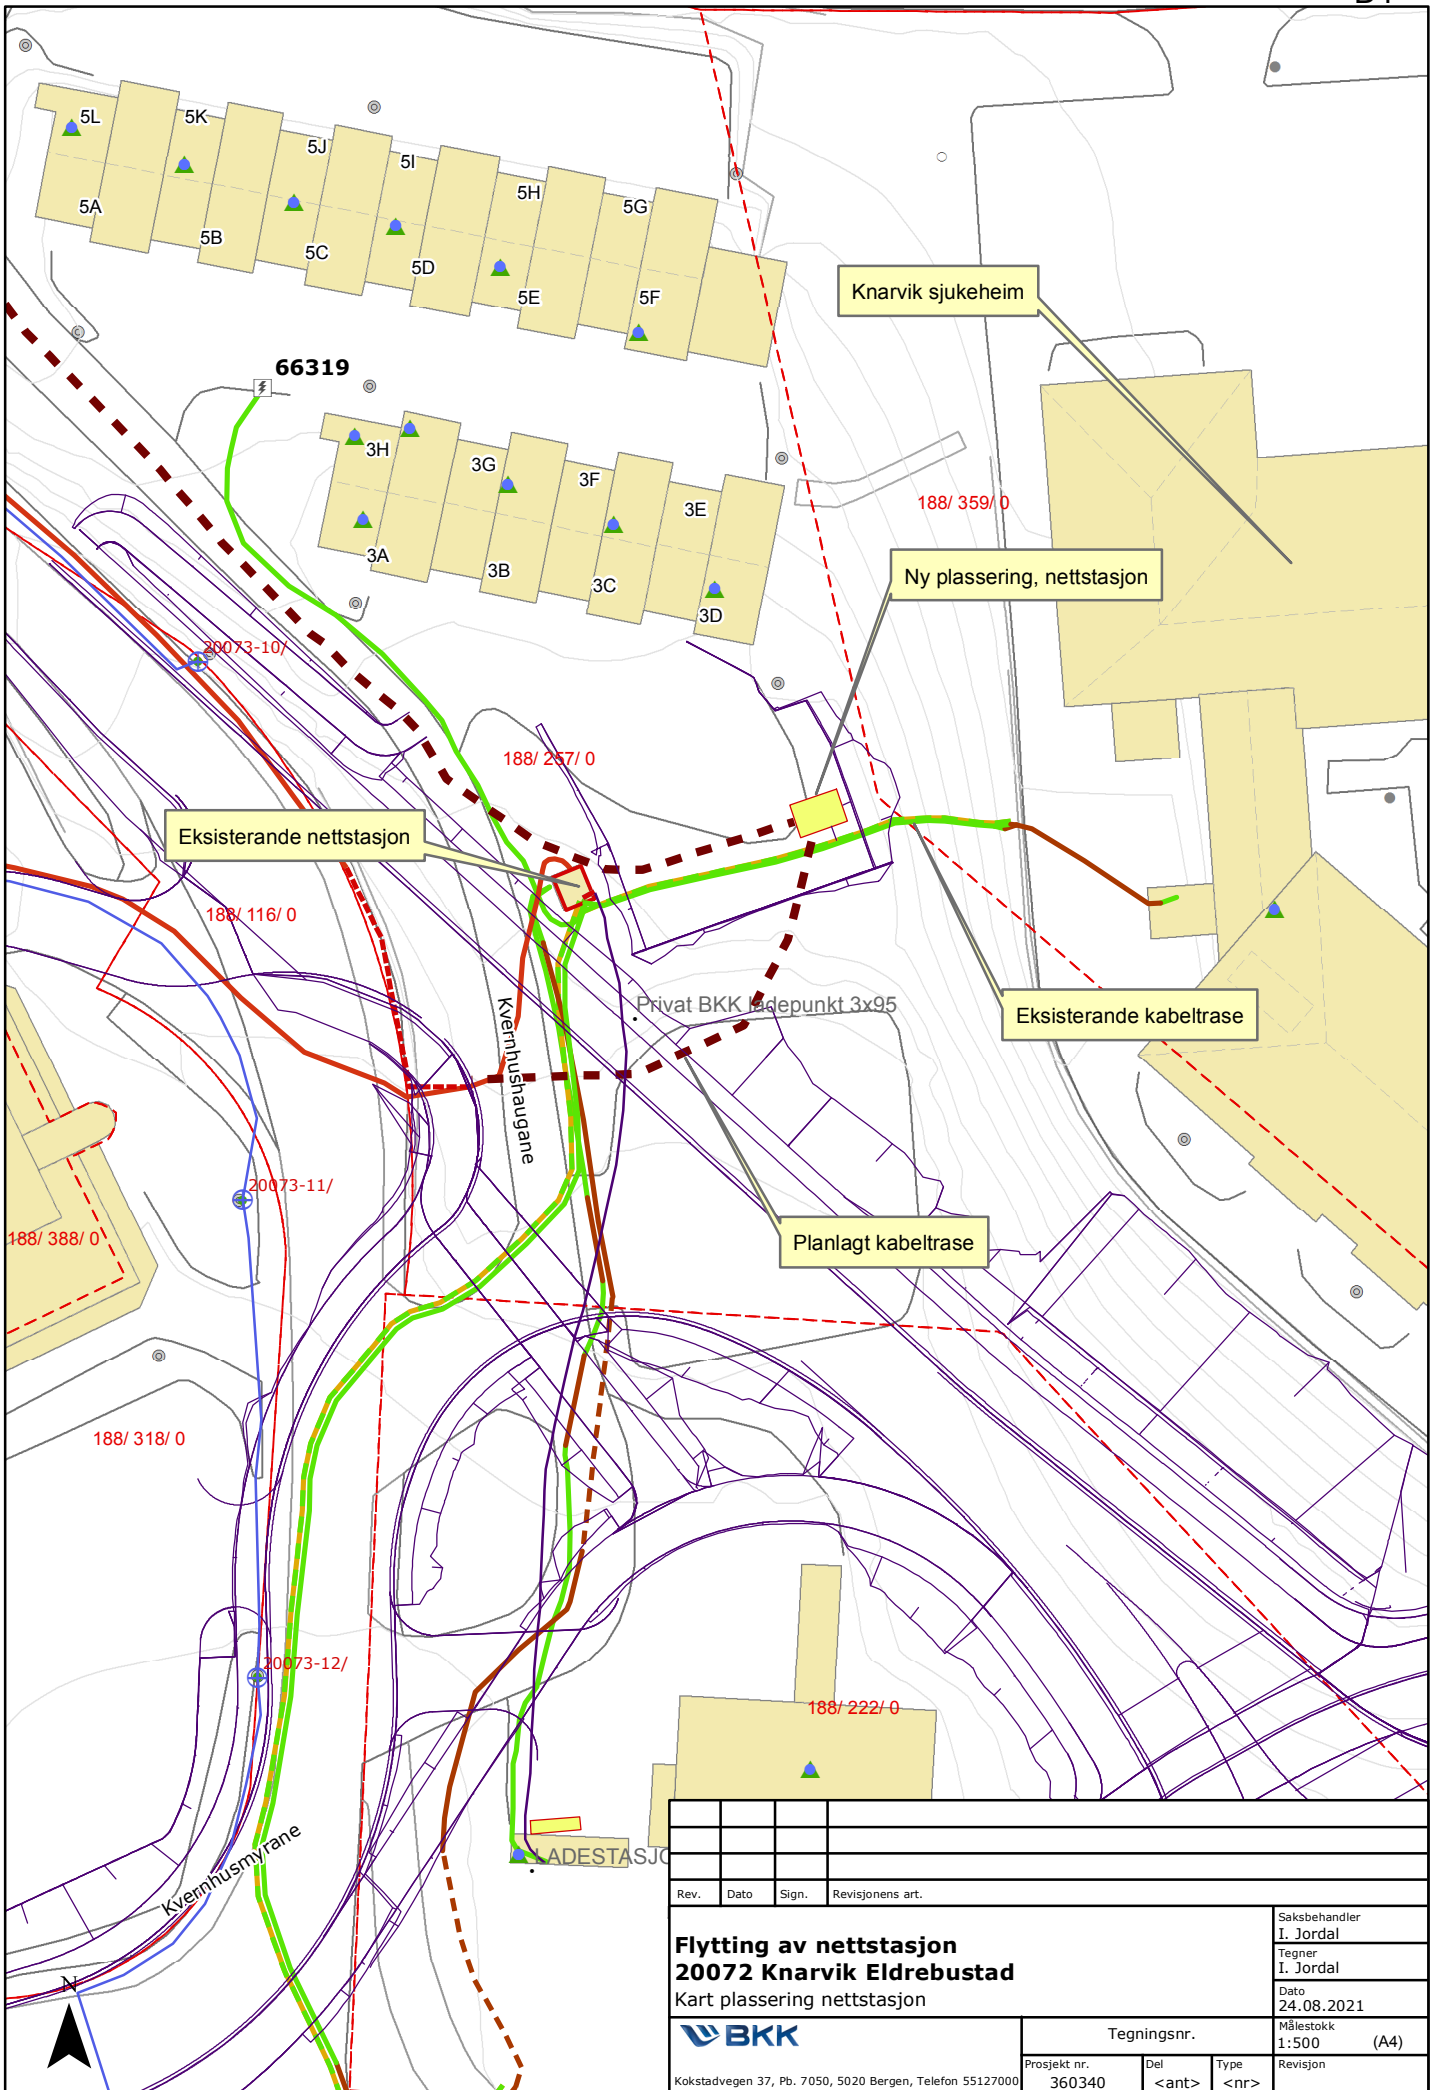 5L
5K
5J
5I
5H
5G
5A
5B
5C
5D
5E
5F
Knarvik sjukeheim
66319
3H
3G
3F
3E
3A
3B
3C
3D
188/ 359/ 0
Ny plassering, nettstasjon
20073-10/
188/ 257/ 0
Eksisterande nettstasjon
188/ 116/ 0
Privat BKK ladepunkt 3x95
Eksisterande kabeltrase
Kvernhushaugane
20073-11/
188/ 388/ 0
Planlagt kabeltrase
188/ 318/ 0
20073-12/
188/ 222/ 0
Kvernhusmyrane
LADESTASJO
N
Rev. Dato Sign. Revisjonens art.
Flytting av nettstasjon
20072 Knarvik Eldrebustad
Kart plassering nettstasjon
Saksbehandler
I. Jordal
Tegner
I. Jordal
Dato
24.08.2021
BKK
Kokstadvegen 37, Pb. 7050, 5020 Bergen, Telefon 55127000
Tegningsnr.
Målestokk
1:500 (A4)
Prosjekt nr. Del Type Revisjon
360340 <ant> <nr>